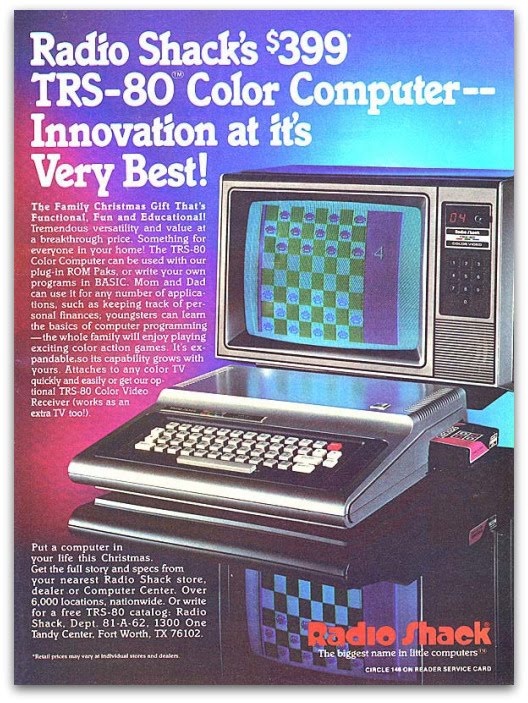 Radio Shack's $399*
TRS-80™ Color Computer--
Innovation at it's
Very Best!
The Family Christmas Gift That's
Functional, Fun and Educational!
Tremendous versatility and value at
a breakthrough price. Something for
everyone in your home! The TRS-80
Color Computer can be used with our
plug-in ROM Paks, or write your own
programs in BASIC. Mom and Dad
can use it for any number of applica-
tions, such as keeping track of per-
sonal finances; youngsters can learn
the basics of computer programming
—the whole family will enjoy playing
exciting color action games. It's ex-
pandable,so its capability grows with
yours. Attaches to any color TV
quickly and easily or get our op-
tional TRS-80 Color Video
Receiver (works as an
extra TV too!).
04
Radio Shack
COLOR VIDEO
4
Put a computer in
your life this Christmas.
Get the full story and specs from
your nearest Radio Shack store,
dealer or Computer Center. Over
6,000 locations, nationwide. Or write
for a free TRS-80 catalog: Radio
Shack, Dept. 81-A-62, 1300 One
Tandy Center, Fort Worth, TX 76102.
*Retail prices may vary at individual stores and dealers.
Radio Shack®
The biggest name in little computers™
CIRCLE 146 ON READER SERVICE CARD